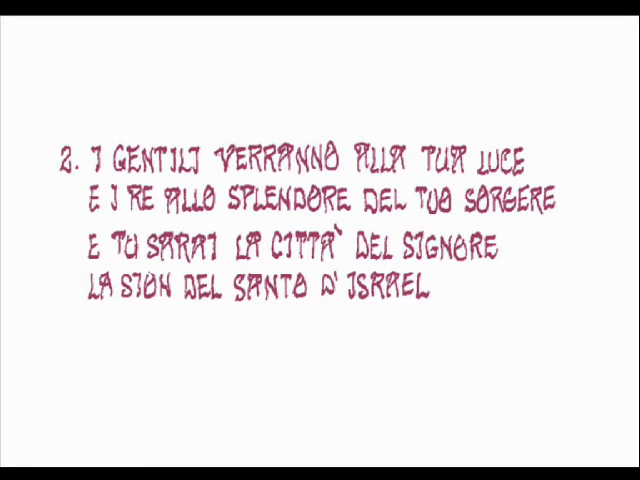 2. I GENTILI VERRANNO ALLA TUA LUCE
E I RE ALLO SPLENDORE DEL TUO SORGERE
E TU SARAI LA CITTA' DEL SIGNORE
LA SION DEL SANTO D'ISRAEL